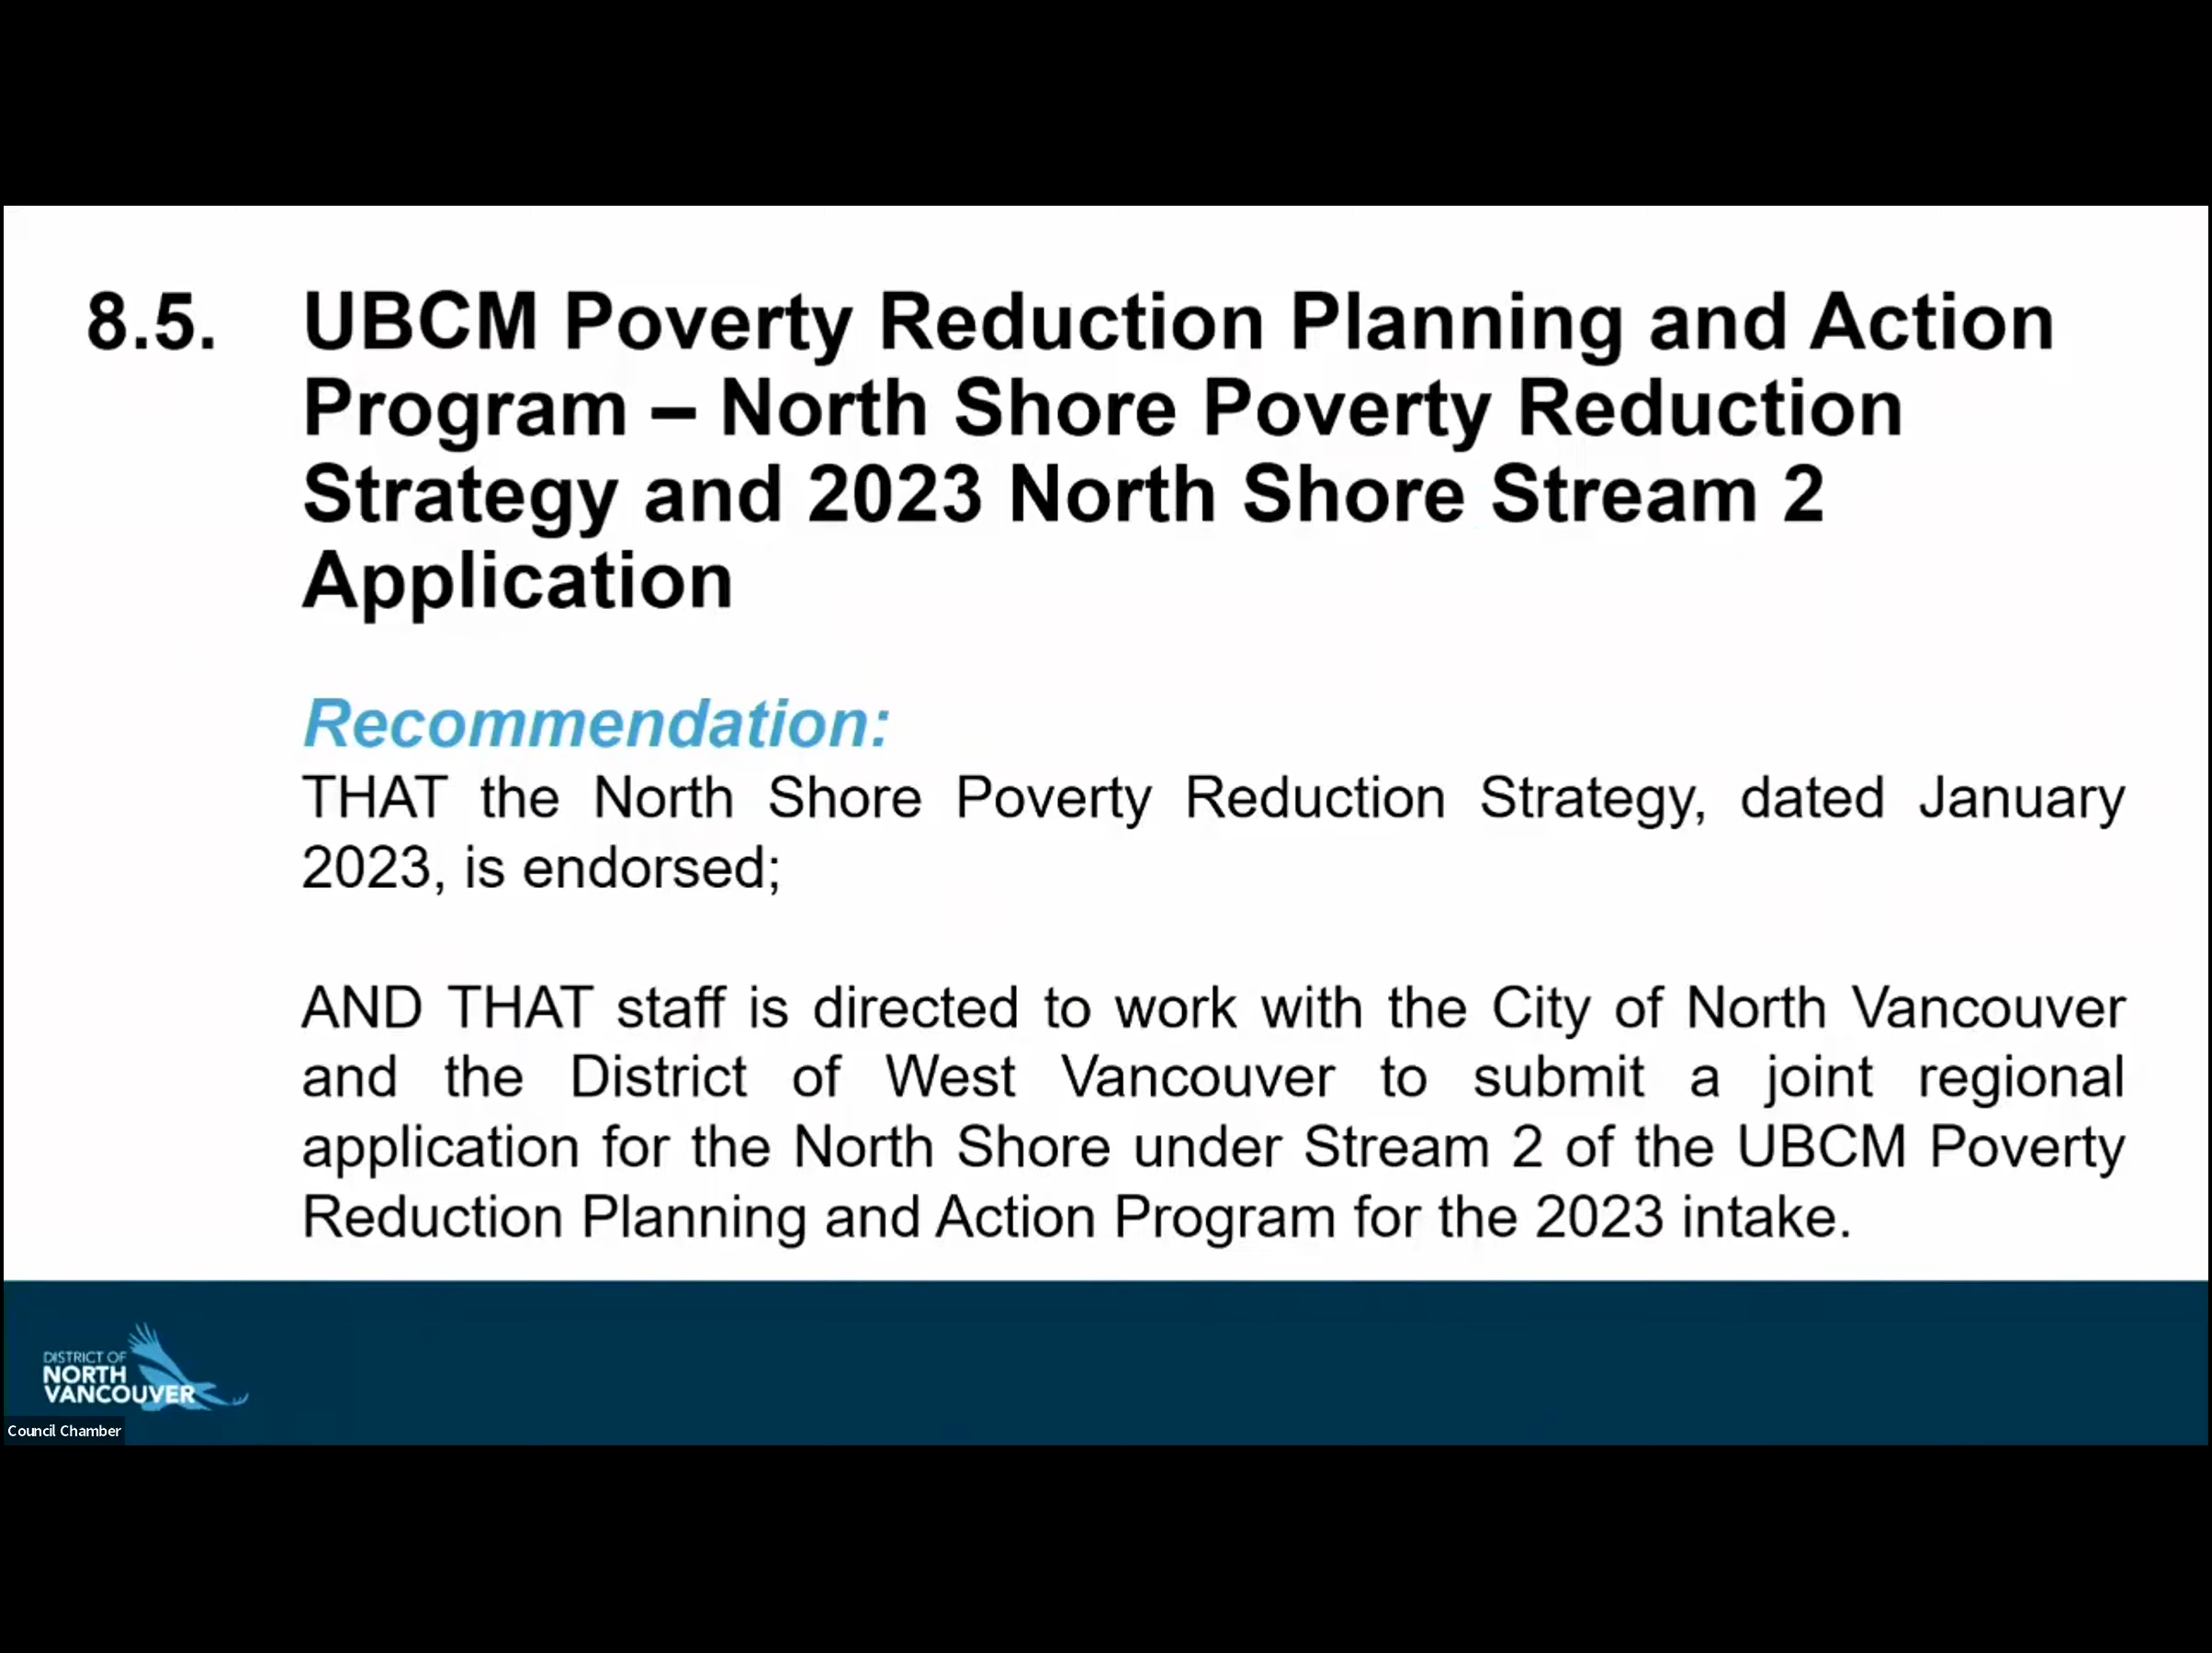 8.5. UBCM Poverty Reduction Planning and Action
Program – North Shore Poverty Reduction
Strategy and 2023 North Shore Stream 2
Application
Recommendation:
THAT the North Shore Poverty Reduction Strategy, dated January
2023, is endorsed;
AND THAT staff is directed to work with the City of North Vancouver
and the District of West Vancouver to submit a joint regional
application for the North Shore under Stream 2 of the UBCM Poverty
Reduction Planning and Action Program for the 2023 intake.
DISTRICT OF
NORTH
VANCOUVER
Council Chamber